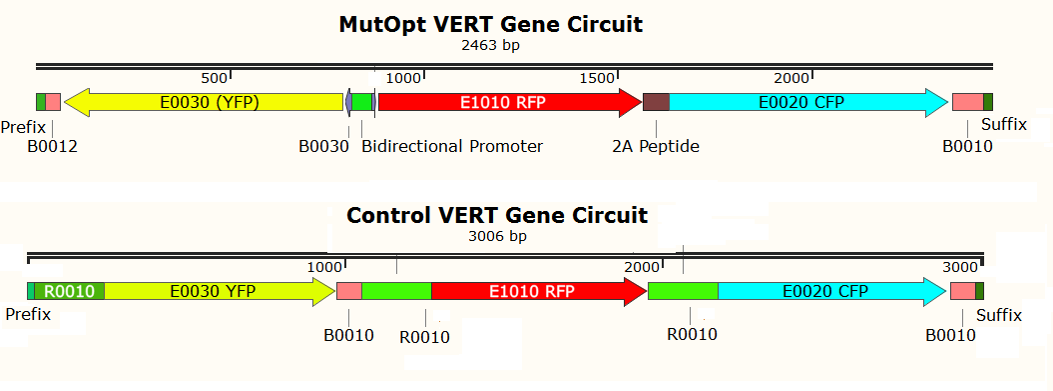 MutOpt VERT Gene Circuit
2463 bp
500 1000 1500 2000
E0030 (YFP) E1010 RFP E0020 CFP
Prefix Suffix
B0012 B0030 Bidirectional Promoter 2A Peptide B0010
Control VERT Gene Circuit
3006 bp
1000 2000 3000
R0010 E0030 YFP E1010 RFP E0020 CFP
Prefix Suffix
B0010 R0010 R0010 B0010